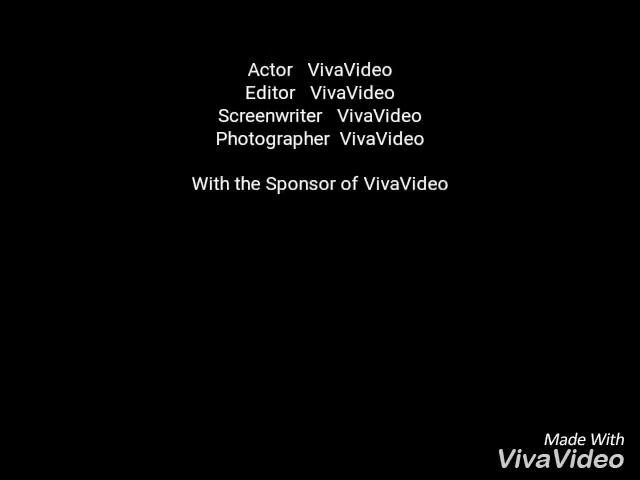 Actor VivaVideo
Editor VivaVideo
Screenwriter VivaVideo
Photographer VivaVideo
With the Sponsor of VivaVideo
Made With
VivaVideo